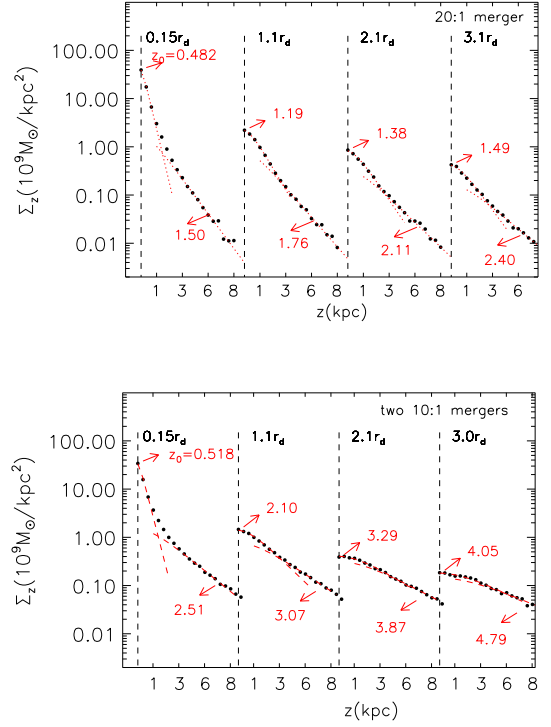 20:1 merger
0.15r_d 1.1r_d 2.1r_d 3.1r_d
z_0=0.482
1.19
1.38
1.49
1.50
1.76
2.11
2.40
100.00
10.00
1.00
0.10
0.01
Σ_z(10^9M_⊙/kpc^2)
1 3 6 8 1 3 6 8 1 3 6 8 1 3 6 8
z(kpc)
two 10:1 mergers
0.15r_d 1.1r_d 2.1r_d 3.0r_d
z_0=0.518
2.10
3.29
4.05
2.51
3.07
3.87
4.79
100.00
10.00
1.00
0.10
0.01
Σ_z(10^9M_⊙/kpc^2)
1 3 6 8 1 3 6 8 1 3 6 8 1 3 6 8
z(kpc)